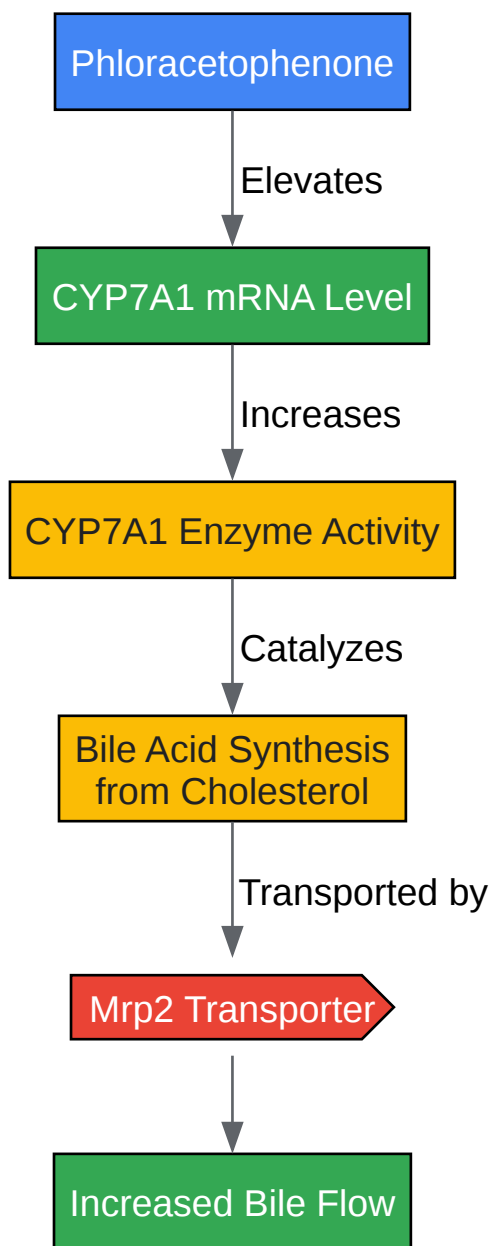 Phloracetophenone
Elevates
CYP7A1 mRNA Level
Increases
CYP7A1 Enzyme Activity
Catalyzes
Bile Acid Synthesis
from Cholesterol
Transported by
Mrp2 Transporter
Increased Bile Flow